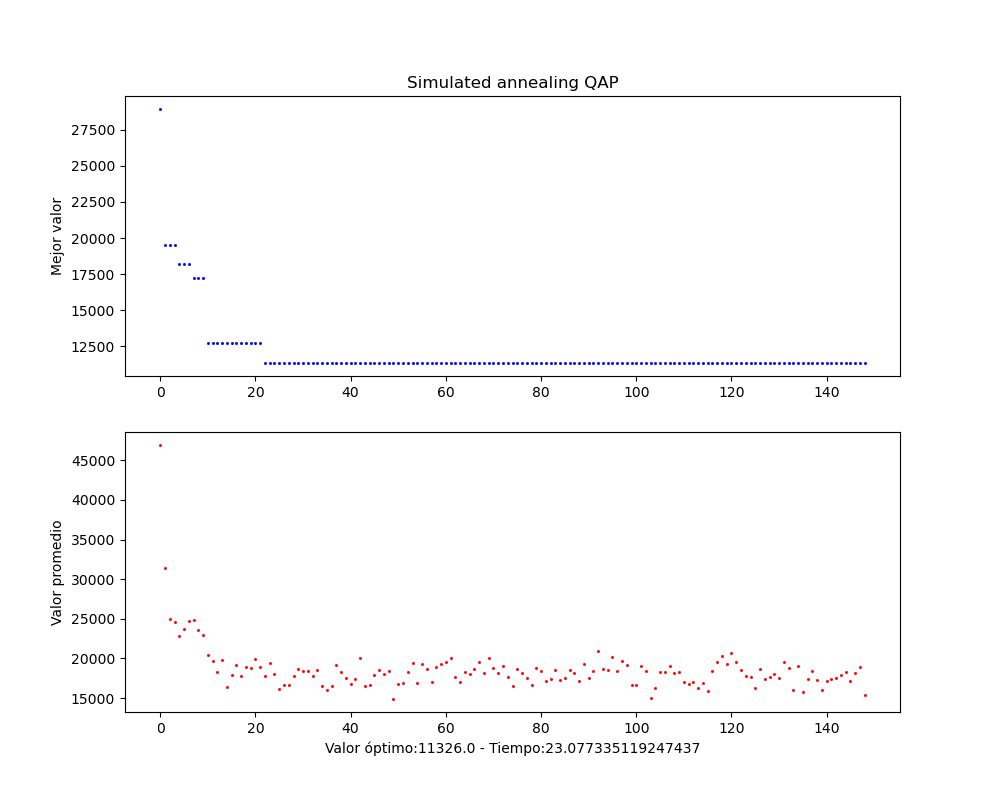 Simulated annealing QAP
Mejor valor
27500
25000
22500
20000
17500
15000
12500
0 20 40 60 80 100 120 140
Valor promedio
45000
40000
35000
30000
25000
20000
15000
0 20 40 60 80 100 120 140
Valor óptimo:11326.0 - Tiempo:23.077335119247437